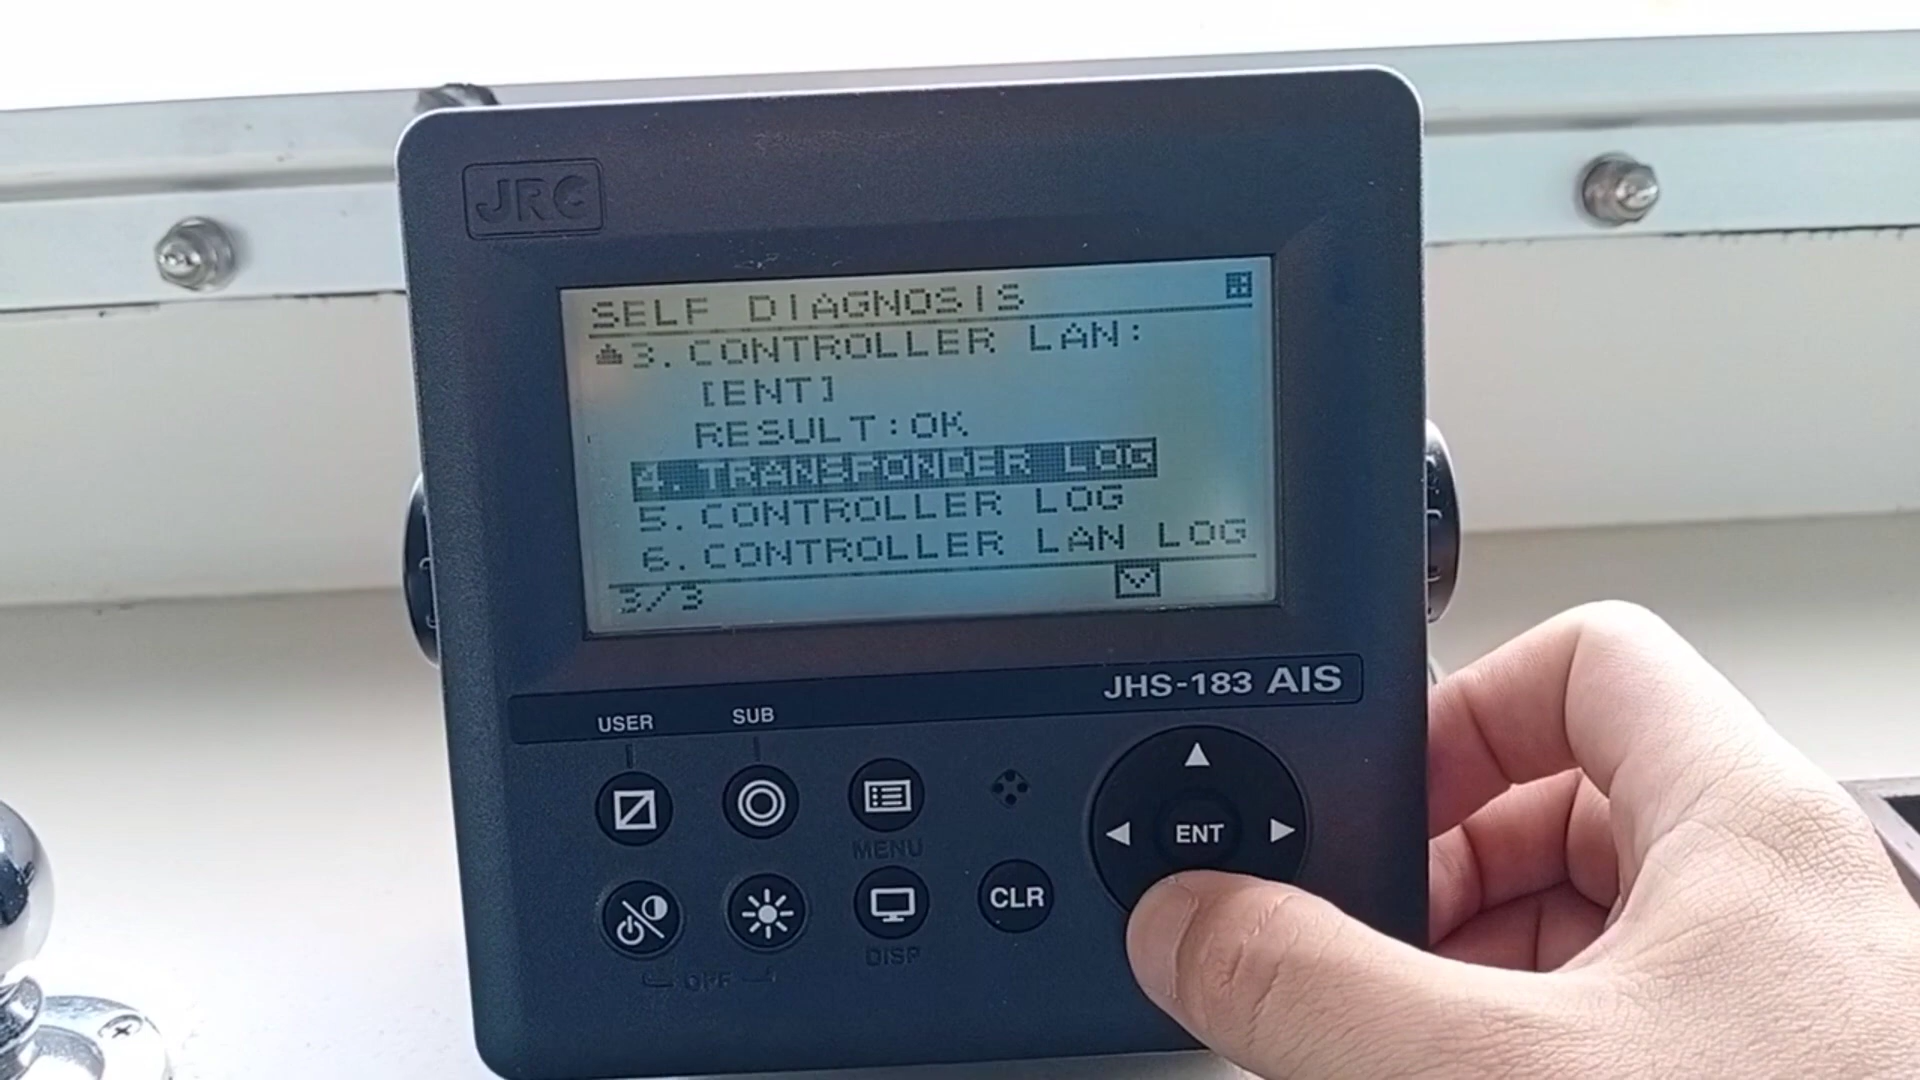 JRC
SELF DIAGNOSIS
3.CONTROLLER LAN:
[ENT]
RESULT:OK
4.TRANSPONDER LOG
5.CONTROLLER LOG
6.CONTROLLER LAN LOG
3/3
JHS-183 AIS
USER SUB
MENU
ENT
CLR
DISP
OFF